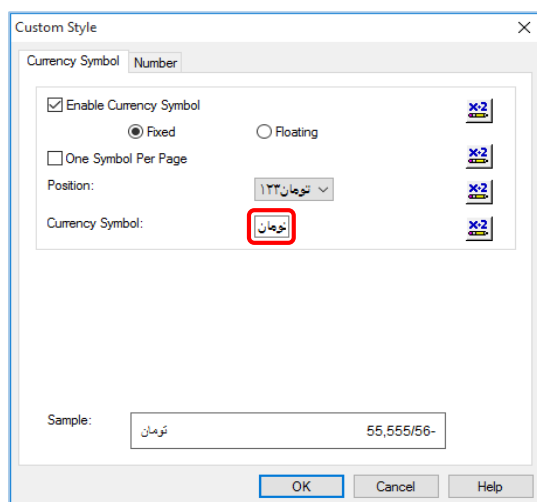 Custom Style
Currency Symbol Number
Enable Currency Symbol
Fixed Floating
One Symbol Per Page
Position: تومان۱۲۳
Currency Symbol: تومان
Sample: تومان 55,555/56-
OK Cancel Help